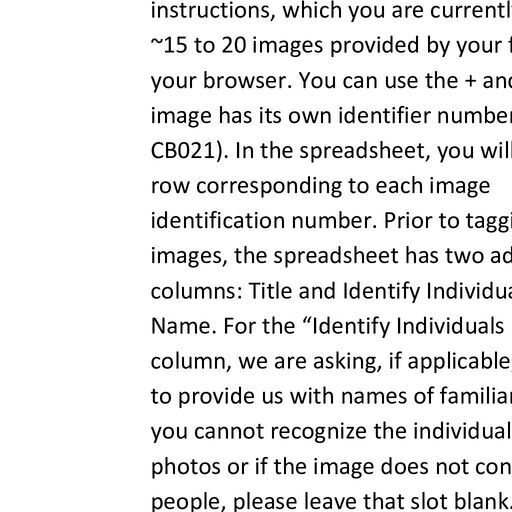 instructions, which you are currentl
~15 to 20 images provided by your f
your browser. You can use the + and
image has its own identifier number
CB021). In the spreadsheet, you will
row corresponding to each image
identification number. Prior to taggi
images, the spreadsheet has two ad
columns: Title and Identify Individua
Name. For the “Identify Individuals
column, we are asking, if applicable,
to provide us with names of familiar
you cannot recognize the individual
photos or if the image does not con
people, please leave that slot blank.